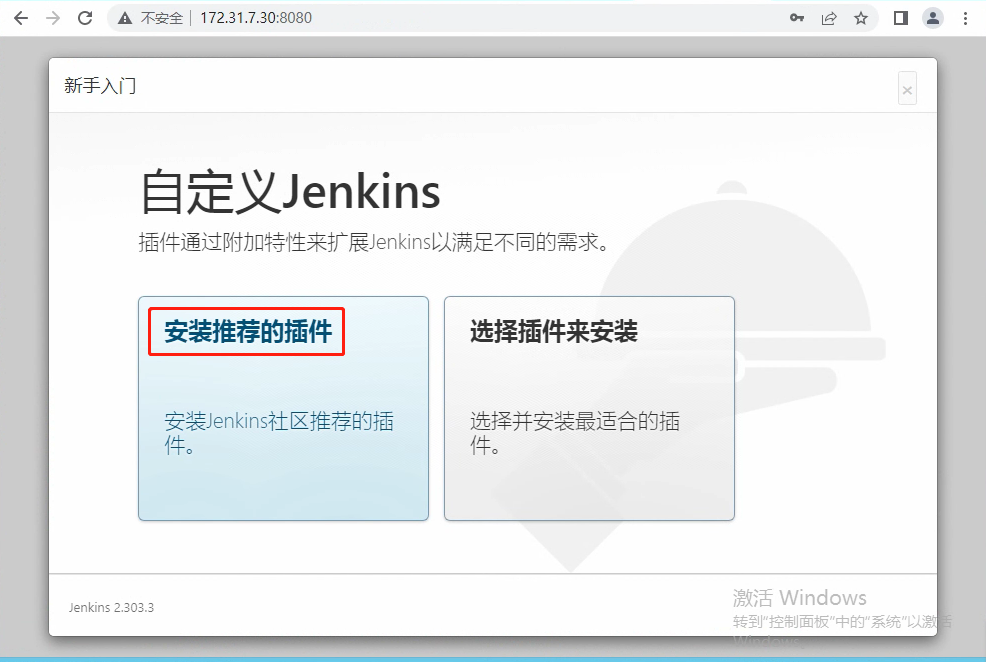 不安全 172.31.7.30:8080
新手入门
×
自定义Jenkins
插件通过附加特性来扩展Jenkins以满足不同的需求。
安装推荐的插件
安装Jenkins社区推荐的插
件。
选择插件来安装
选择并安装最适合的插
件。
Jenkins 2.303.3
激活 Windows
转到“控制面板”中的“系统”以激活
Windows。